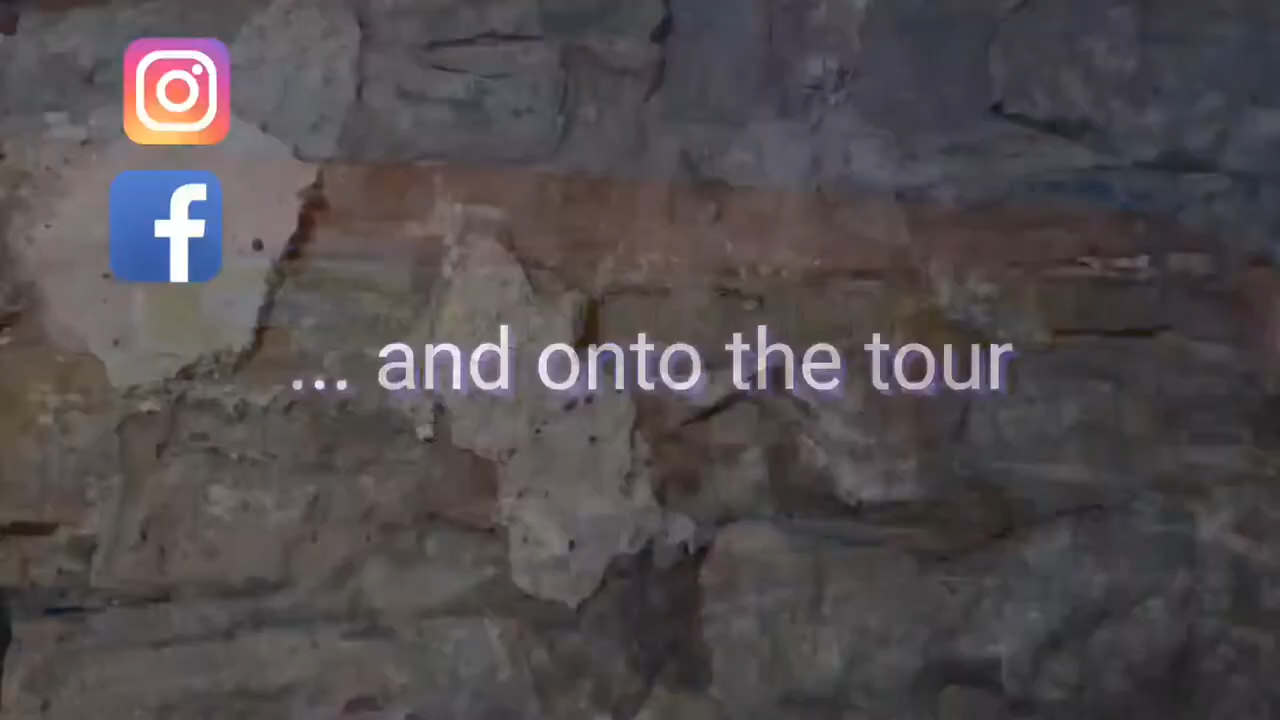 ... and onto the tour